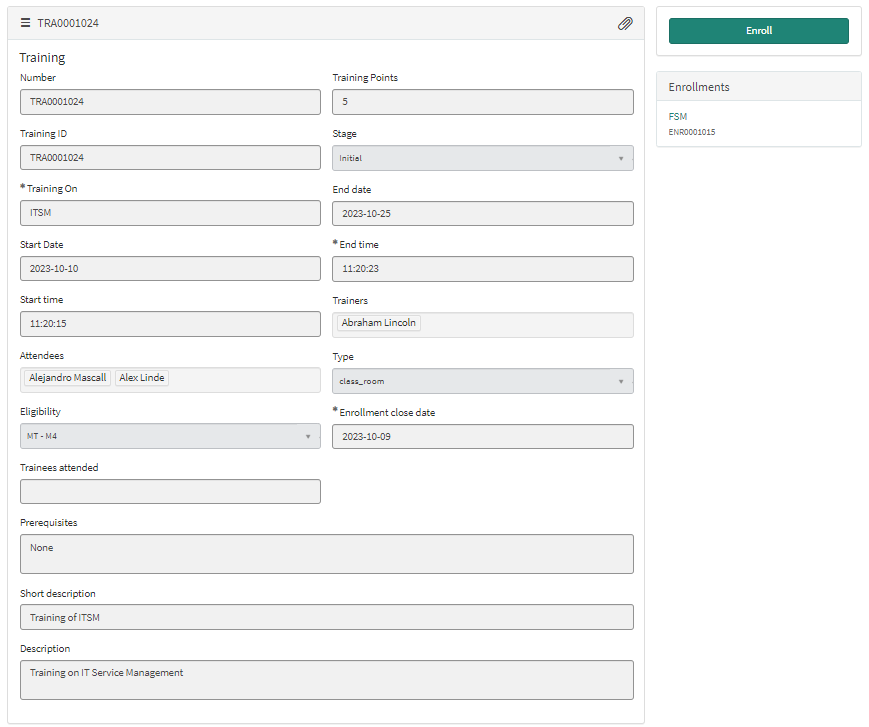 TRA0001024
Training
Number
TRA0001024
Training Points
5
Training ID
TRA0001024
Stage
Initial
* Training On
ITSM
End date
2023-10-25
Start Date
2023-10-10
* End time
11:20:23
Start time
11:20:15
Trainers
Abraham Lincoln
Attendees
Alejandro Mascall Alex Linde
Type
class_room
Eligibility
MT - M4
* Enrollment close date
2023-10-09
Trainees attended
Prerequisites
None
Short description
Training of ITSM
Description
Training on IT Service Management
Enroll
Enrollments
FSM
ENR0001015